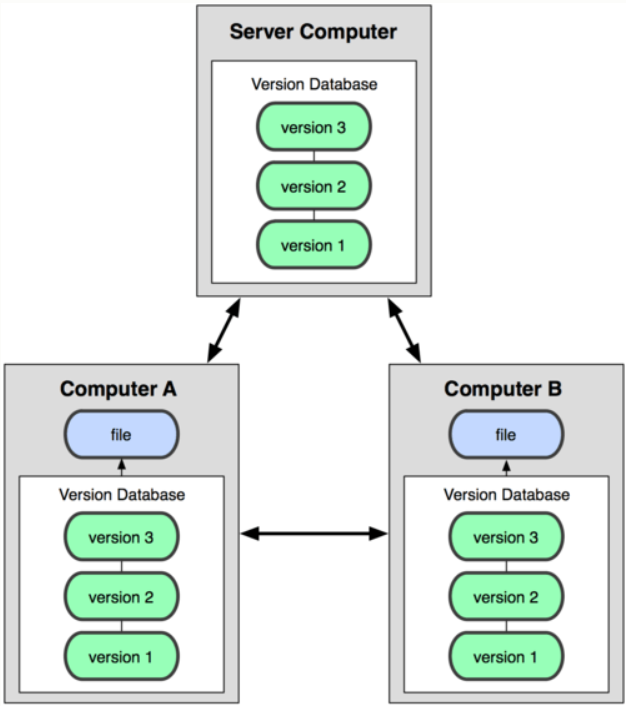 Server Computer
Version Database
version 3
version 2
version 1
Computer A
file
Version Database
version 3
version 2
version 1
Computer B
file
Version Database
version 3
version 2
version 1